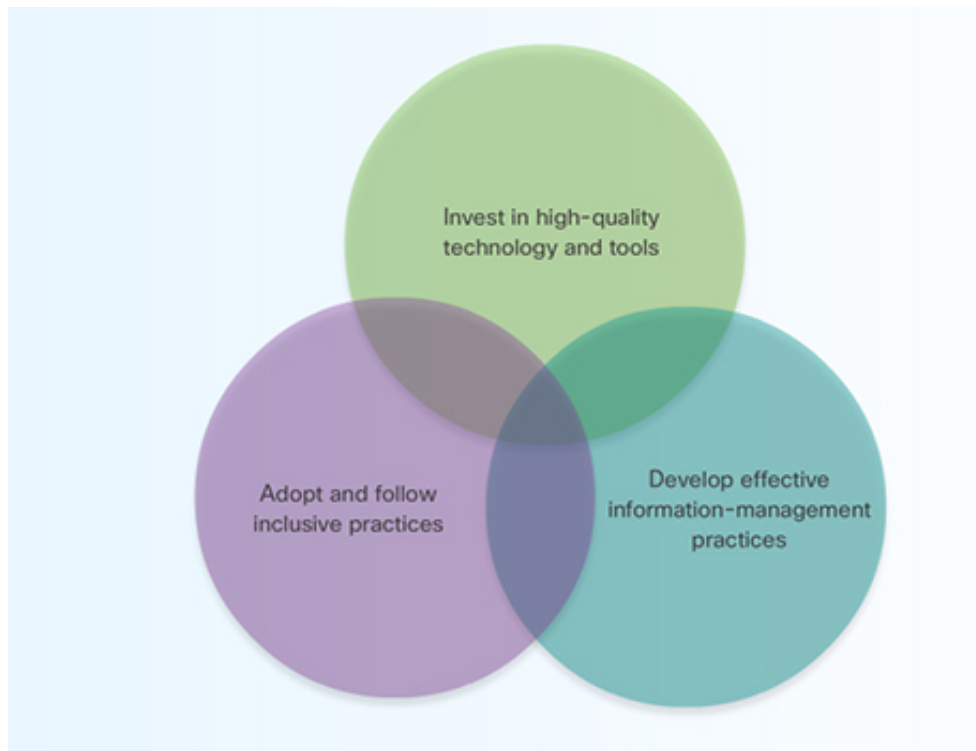 Invest in high-quality
technology and tools
Adopt and follow
inclusive practices
Develop effective
information-management
practices